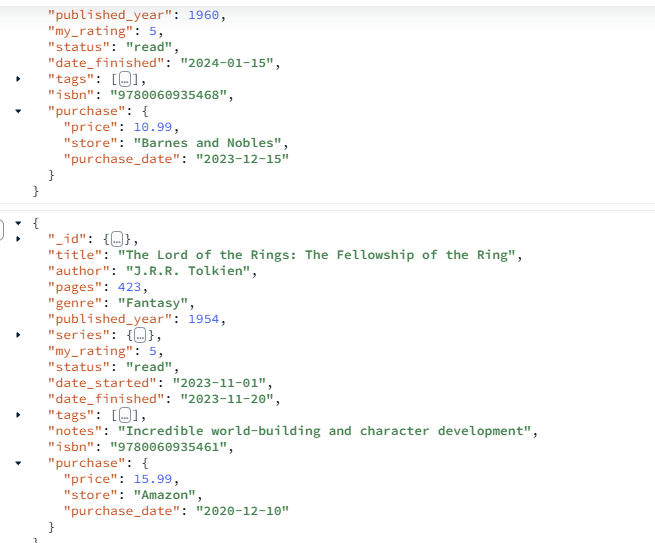 "published_year": 1960,
"my_rating": 5,
"status": "read",
"date_finished": "2024-01-15",
"tags": […],
"isbn": "9780060935468",
"purchase": {
"price": 10.99,
"store": "Barnes and Nobles",
"purchase_date": "2023-12-15"
}
}
{
"_id": {…},
"title": "The Lord of the Rings: The Fellowship of the Ring",
"author": "J.R.R. Tolkien",
"pages": 423,
"genre": "Fantasy",
"published_year": 1954,
"series": {…},
"my_rating": 5,
"status": "read",
"date_started": "2023-11-01",
"date_finished": "2023-11-20",
"tags": […],
"notes": "Incredible world-building and character development",
"isbn": "9780060935461",
"purchase": {
"price": 15.99,
"store": "Amazon",
"purchase_date": "2020-12-10"
}
}